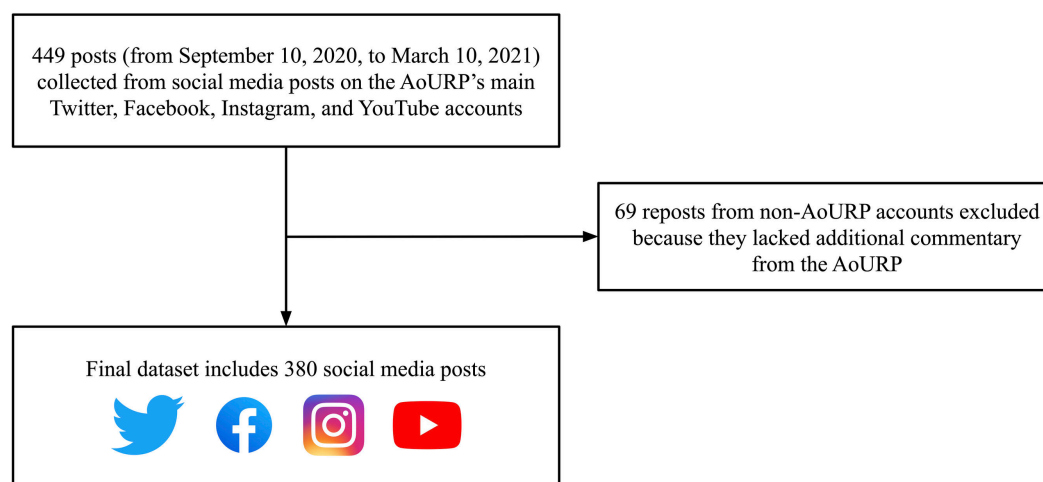 449 posts (from September 10, 2020, to March 10, 2021)
collected from social media posts on the AoURP’s main
Twitter, Facebook, Instagram, and YouTube accounts
69 reposts from non-AoURP accounts excluded
because they lacked additional commentary
from the AoURP
Final dataset includes 380 social media posts